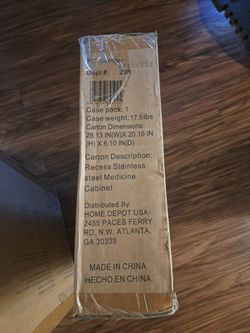 Dept #:
Case pack: 1
Case weight: 17.5lbs
Carton Dimensions:
29.13 IN(W)X 20.16 IN
(H) X 6.10 IN(D)
Carton Description:
Recess Stainless
steel Medicine
Cabinet
Distributed By:
HOME DEPOT USA
2455 PACES FERRY
RD, N.W. ATLANTA,
GA 30339
MADE IN CHINA
HECHO EN CHINA